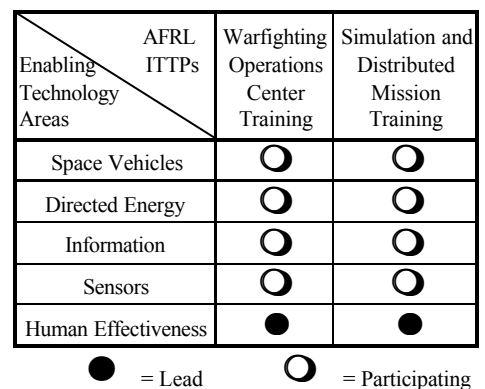 AFRL
ITTPs
Enabling
Technology
Areas
Warfighting
Operations
Center
Training
Simulation and
Distributed
Mission
Training
Space Vehicles
Directed Energy
Information
Sensors
Human Effectiveness
= Lead
= Participating